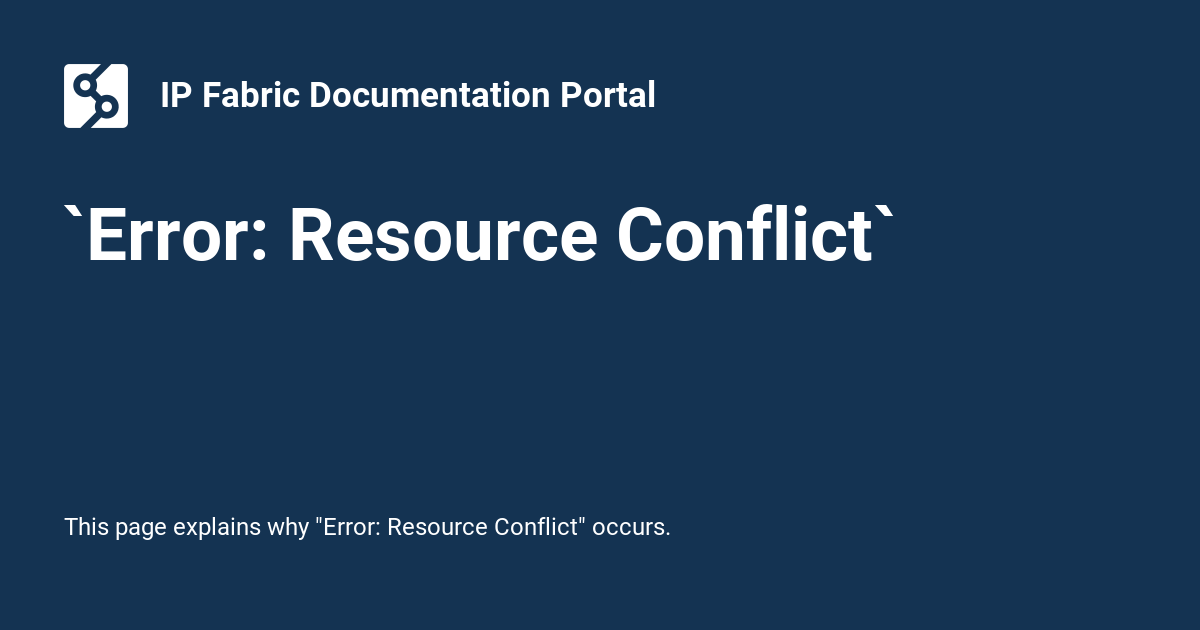 IP Fabric Documentation Portal
`Error: Resource Conflict`
This page explains why "Error: Resource Conflict" occurs.